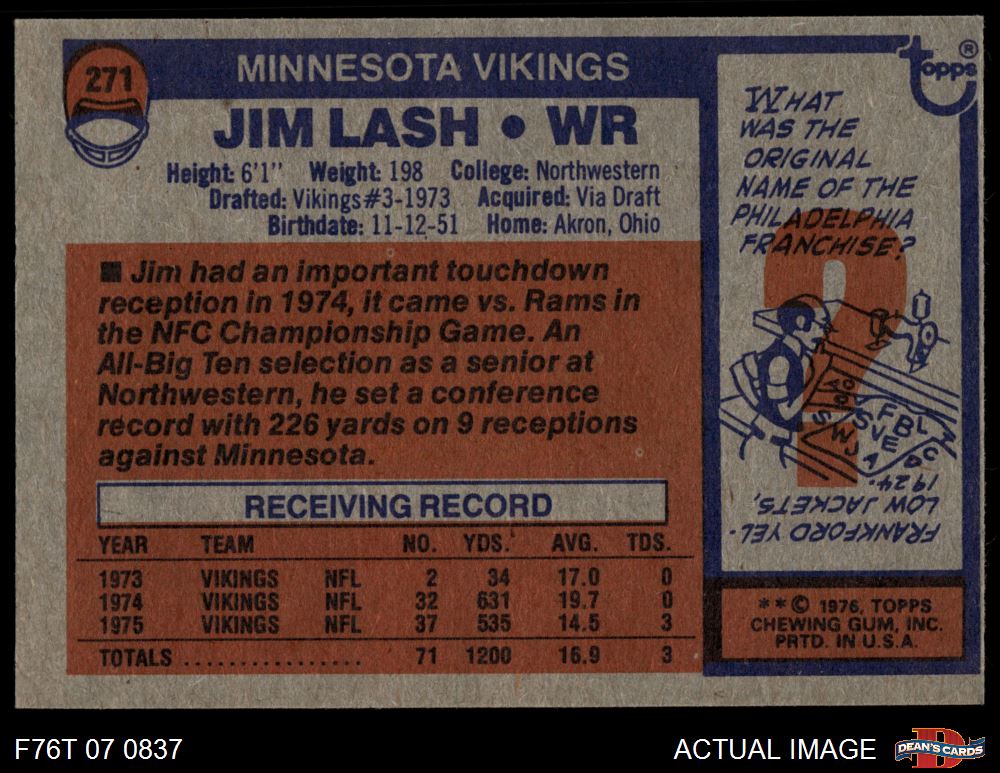 271
MINNESOTA VIKINGS
JIM LASH • WR
Height: 6'1" Weight: 198 College: Northwestern
Drafted: Vikings#3-1973 Acquired: Via Draft
Birthdate: 11-12-51 Home: Akron, Ohio
■ Jim had an important touchdown
reception in 1974, it came vs. Rams in
the NFC Championship Game. An
All-Big Ten selection as a senior at
Northwestern, he set a conference
record with 226 yards on 9 receptions
against Minnesota.
RECEIVING RECORD
YEAR TEAM NO. YDS. AVG. TDS.
1973 VIKINGS NFL 2 34 17.0 0
1974 VIKINGS NFL 32 631 19.7 0
1975 VIKINGS NFL 37 535 14.5 3
TOTALS ................. 71 1200 16.9 3
topps®
WHAT
WAS THE
ORIGINAL
NAME OF THE
PHILADELPHIA
FRANCHISE?
?
FRANKFORD YEL-
LOW JACKETS,
1924.
**© 1976, TOPPS
CHEWING GUM, INC.
PRTD. IN U.S.A.
F76T 07 0837
ACTUAL IMAGE
D
DEAN'S CARDS